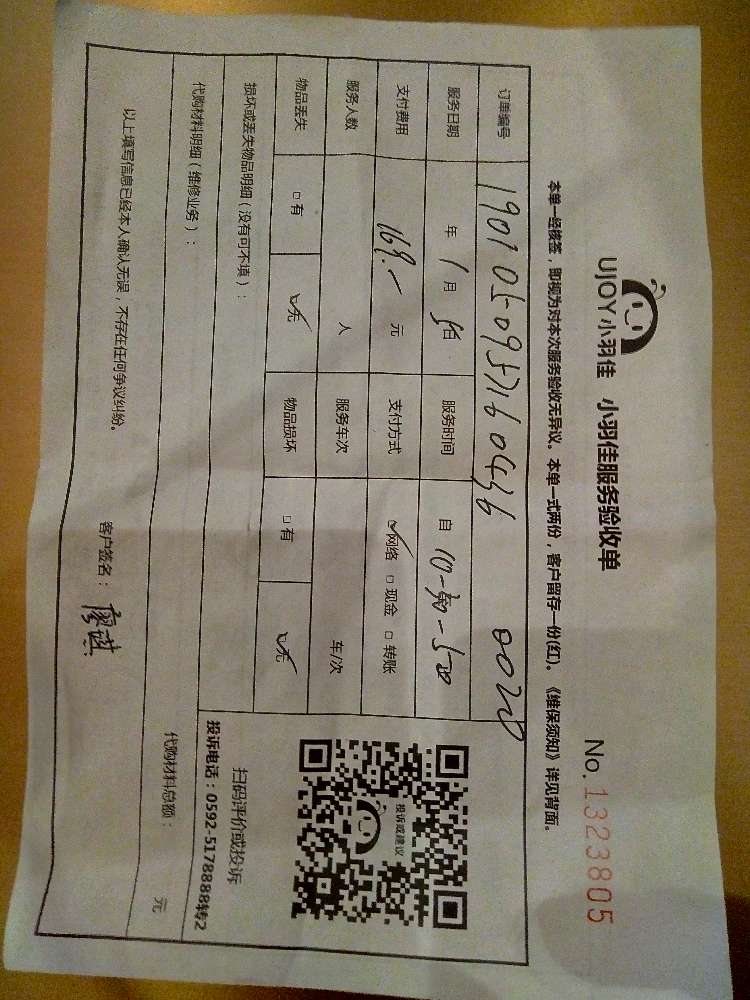 UJOY小羽佳 小羽佳服务验收单 No.1323805
本单一经核签，即视为对本次服务验收无异议。本单一式两份，客户留存一份(红)。《维保须知》详见背面。
订单编号
服务日期 年 1 月 5 日 服务时间 自
支付费用 169.- 元 支付方式 ☑网络 □现金 □转账
服务人数 人 服务车次 车/次
物品丢失 □有 ☑无 物品损坏 □有 ☑无
损坏或丢失物品明细（没有可不填）：
代购材料明细（维修业务）：
代购材料总额： 元
投诉或建议
扫码评价或投诉
投诉电话：0592-5178888转2
以上填写信息已经本人确认无误，不存在任何争议纠纷。
客户签名：